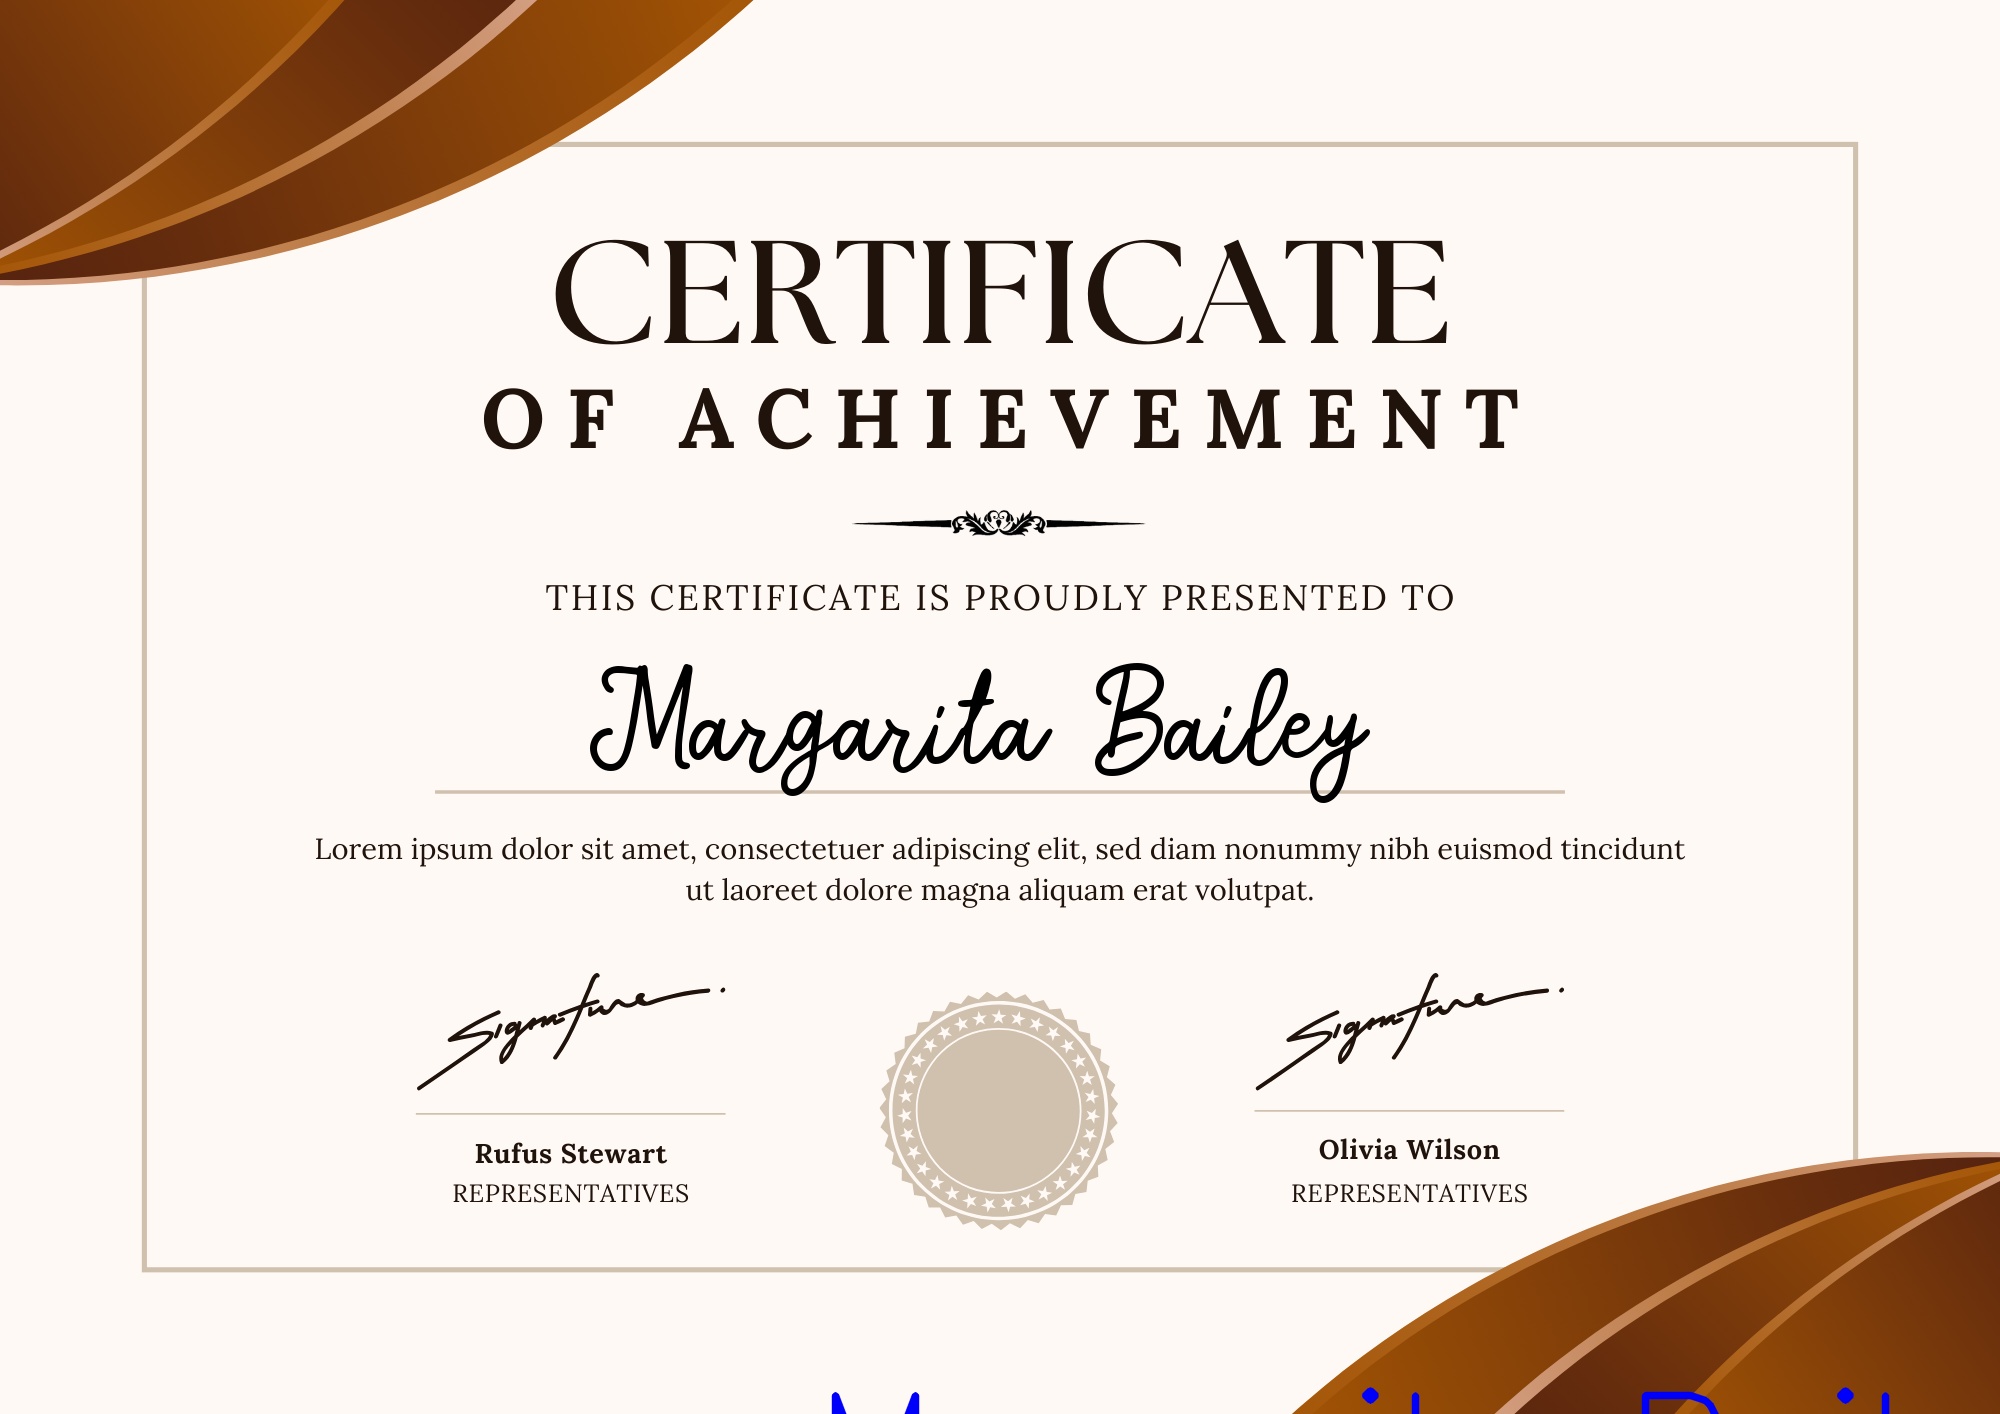 CERTIFICATE
OF ACHIEVEMENT
THIS CERTIFICATE IS PROUDLY PRESENTED TO
Margarita Bailey
Lorem ipsum dolor sit amet, consectetuer adipiscing elit, sed diam nonummy nibh euismod tincidunt
ut laoreet dolore magna aliquam erat volutpat.
Signature
Signature
Rufus Stewart
Olivia Wilson
REPRESENTATIVES
REPRESENTATIVES